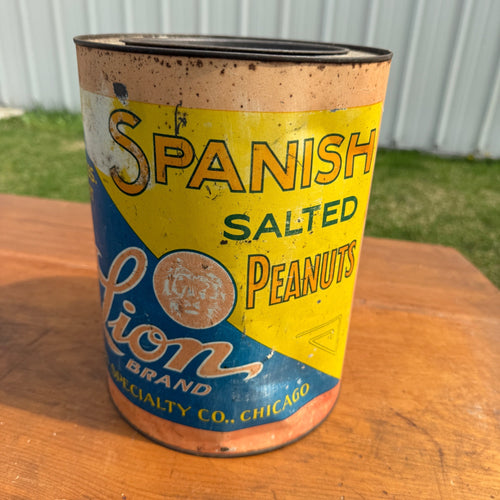 SPANISH
SALTED
PEANUTS
Lion
BRAND
SPECIALTY CO., CHICAGO